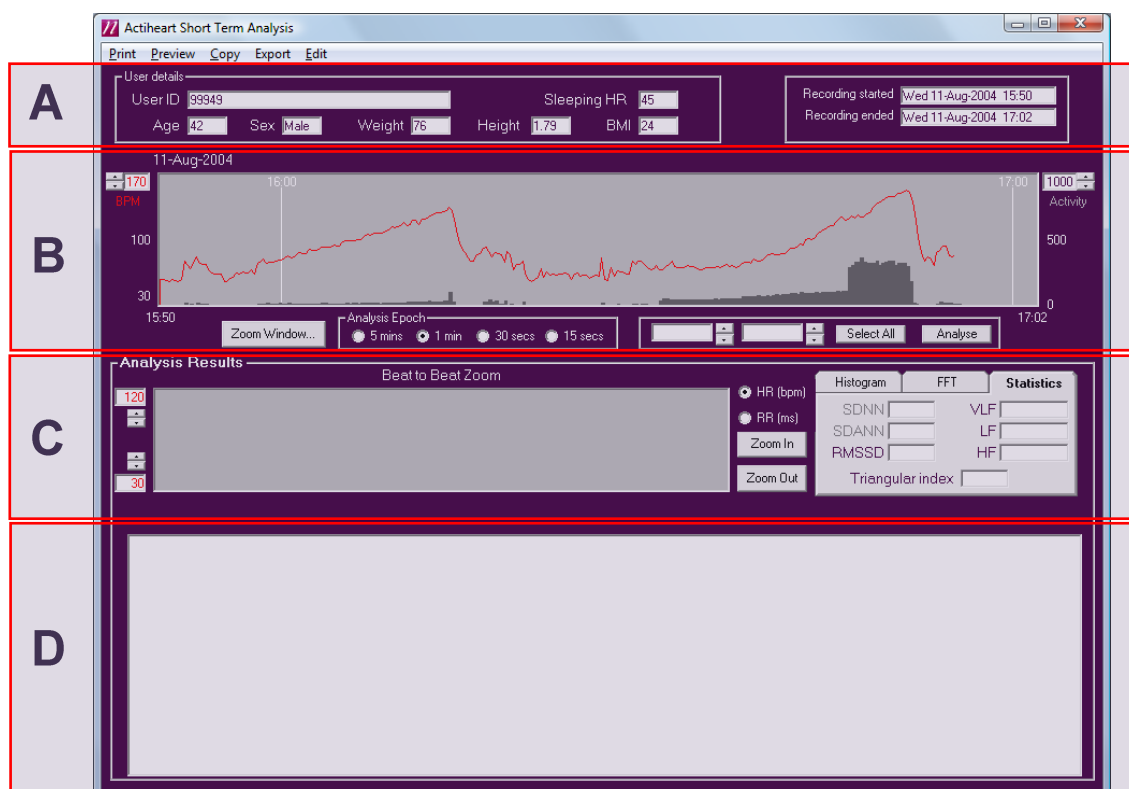 Actiheart Short Term Analysis
Print Preview Copy Export Edit
A
User details
User ID 99949 Sleeping HR 45
Age 42 Sex Male Weight 76 Height 1.79 BMI 24
Recording started Wed 11-Aug-2004 15:50
Recording ended Wed 11-Aug-2004 17:02
B
11-Aug-2004
170 16:00 17:00 1000
BPM Activity
100 500
30 0
15:50 17:02
Zoom Window...
Analysis Epoch
5 mins 1 min 30 secs 15 secs
Select All Analyse
C
Analysis Results
Beat to Beat Zoom
120
30
HR (bpm)
RR (ms)
Zoom In
Zoom Out
Histogram FFT Statistics
SDNN VLF
SDANN LF
RMSSD HF
Triangular index
D